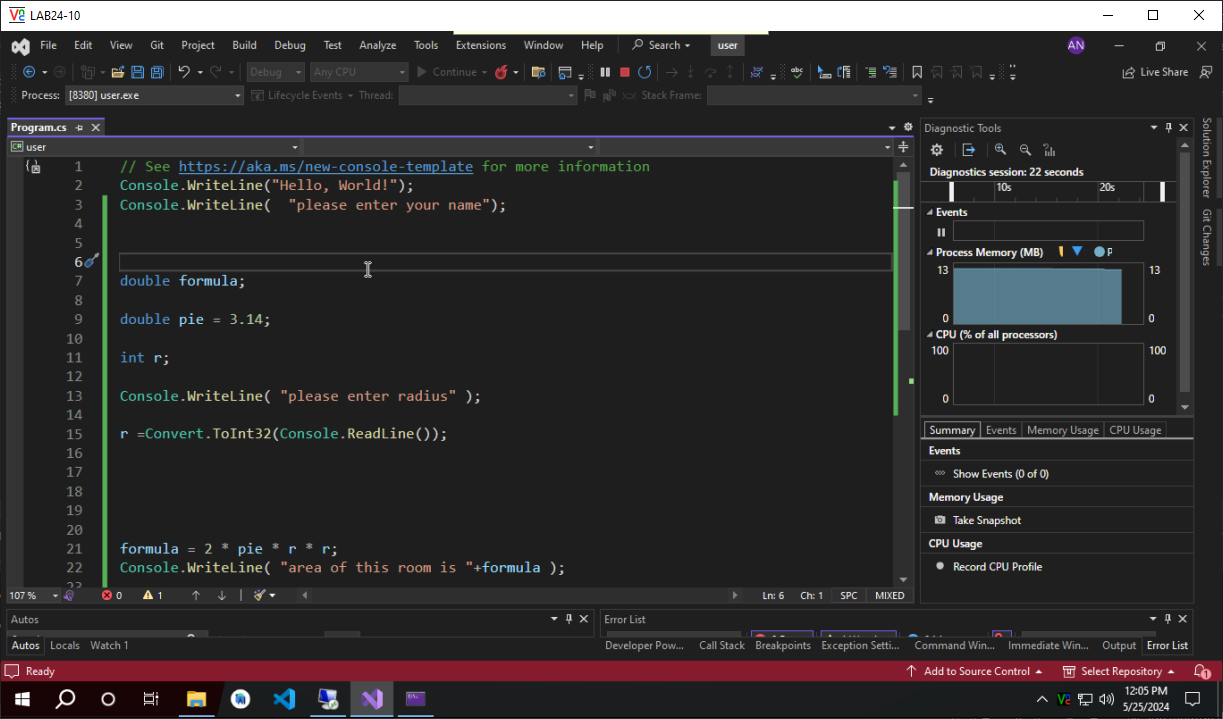 LAB24-10
File Edit View Git Project Build Debug Test Analyze Tools Extensions Window Help Search user AN
Debug Any CPU Continue Live Share
Process: [8380] user.exe Lifecycle Events Thread: Stack Frame:
Program.cs
user
1 // See https://aka.ms/new-console-template for more information
2 Console.WriteLine("Hello, World!");
3 Console.WriteLine(  "please enter your name");
4
5
6
7 double formula;
8
9 double pie = 3.14;
10
11 int r;
12
13 Console.WriteLine( "please enter radius" );
14
15 r =Convert.ToInt32(Console.ReadLine());
16
17
18
19
20
21 formula = 2 * pie * r * r;
22 Console.WriteLine( "area of this room is "+formula );
23
107 % 0 1 Ln: 6 Ch: 1 SPC MIXED
Diagnostic Tools
Diagnostics session: 22 seconds
10s 20s
Events
Process Memory (MB) P
13 13
0 0
CPU (% of all processors)
100 100
0 0
Summary Events Memory Usage CPU Usage
Events
Show Events (0 of 0)
Memory Usage
Take Snapshot
CPU Usage
Record CPU Profile
Solution Explorer
Git Changes
Autos
Autos Locals Watch 1
Error List
Developer Pow... Call Stack Breakpoints Exception Setti... Command Win... Immediate Win... Output Error List
Ready Add to Source Control Select Repository 1
12:05 PM
5/25/2024